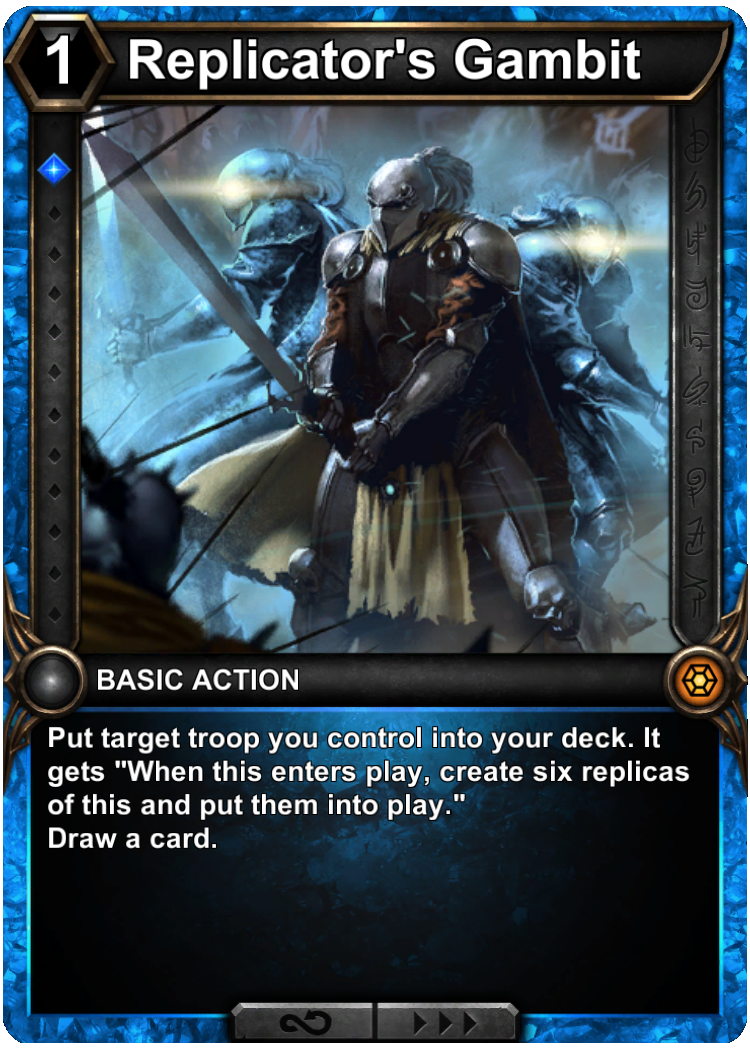 1
Replicator's Gambit
BASIC ACTION
Put target troop you control into your deck. It
gets "When this enters play, create six replicas
of this and put them into play."
Draw a card.